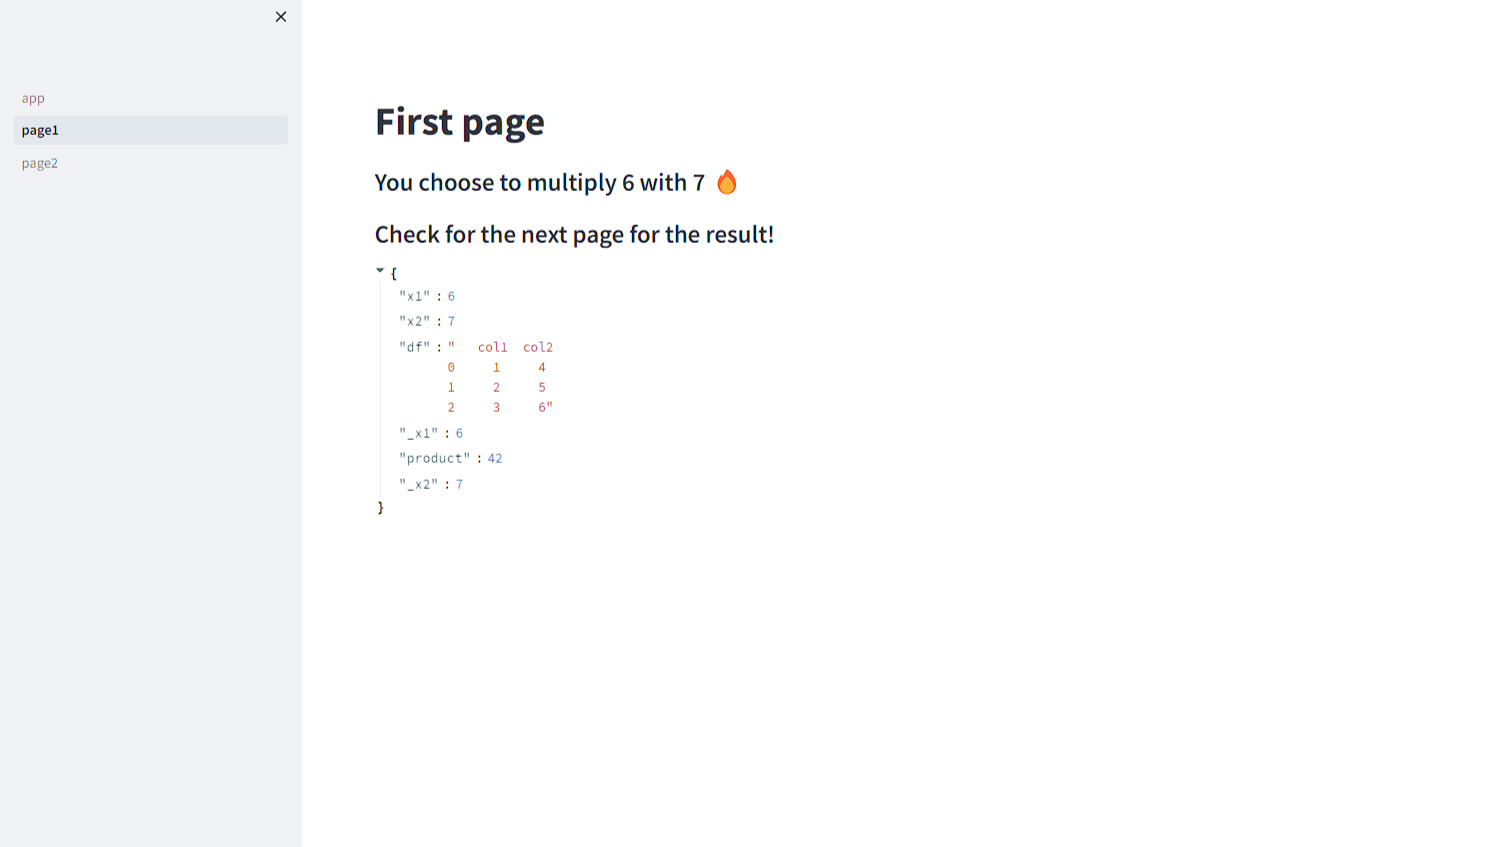 app
page1
page2
First page
You choose to multiply 6 with 7 🔥
Check for the next page for the result!
{
"x1" : 6
"x2" : 7
"df" : "   col1  col2
0     1     4
1     2     5
2     3     6"
"_x1" : 6
"product" : 42
"_x2" : 7
}